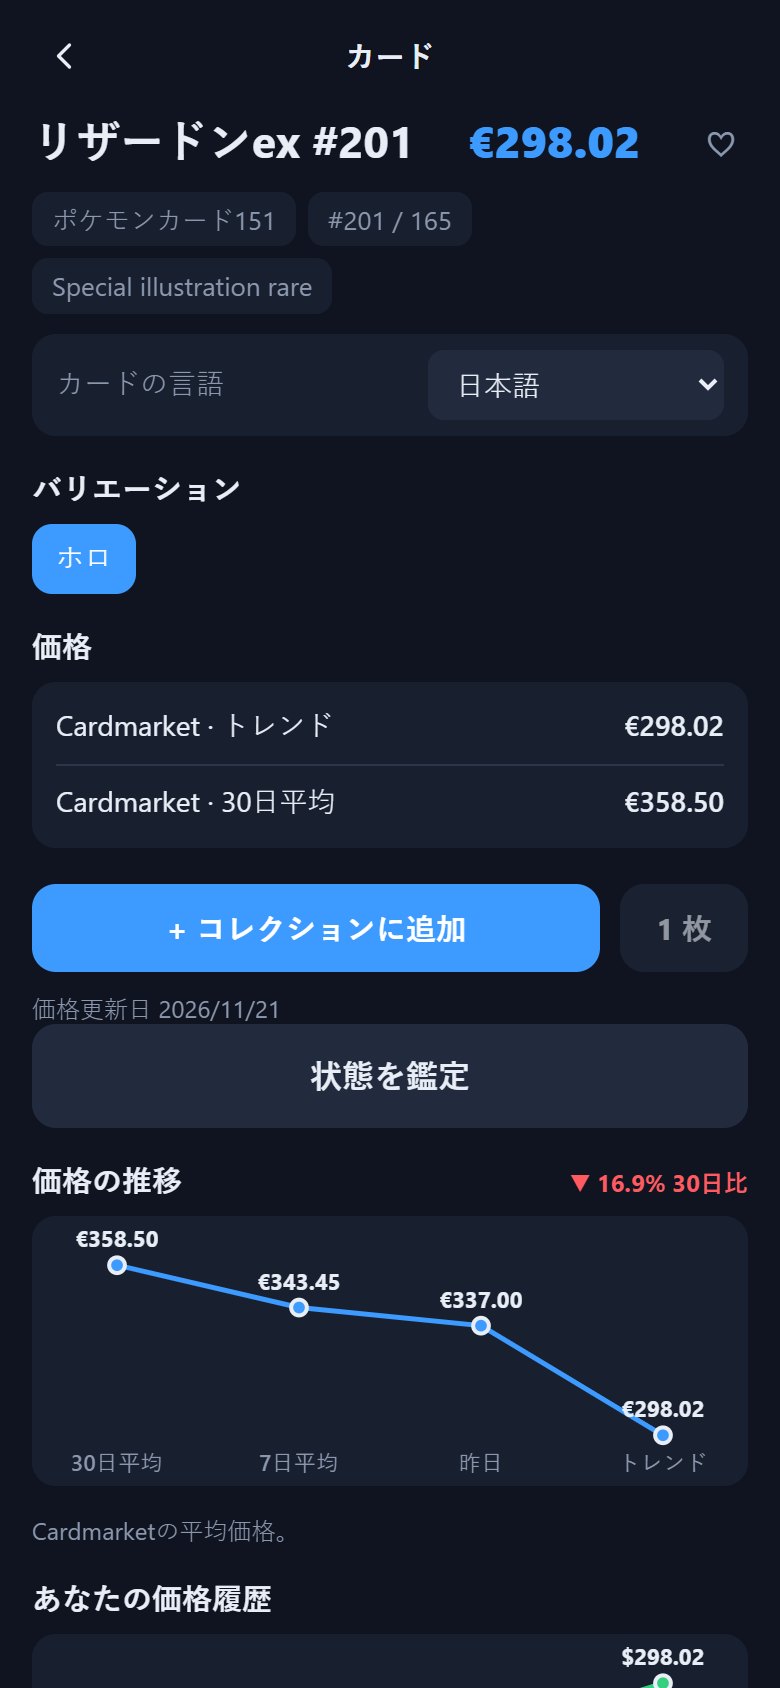 カード
リザードンex #201 €298.02
ポケモンカード151 #201 / 165
Special illustration rare
カードの言語 日本語
バリエーション
ホロ
価格
Cardmarket · トレンド €298.02
Cardmarket · 30日平均 €358.50
+ コレクションに追加 1 枚
価格更新日 2026/11/21
状態を鑑定
価格の推移 ▼ 16.9% 30日比
€358.50
€343.45
€337.00
€298.02
30日平均 7日平均 昨日 トレンド
Cardmarketの平均価格。
あなたの価格履歴
$298.02